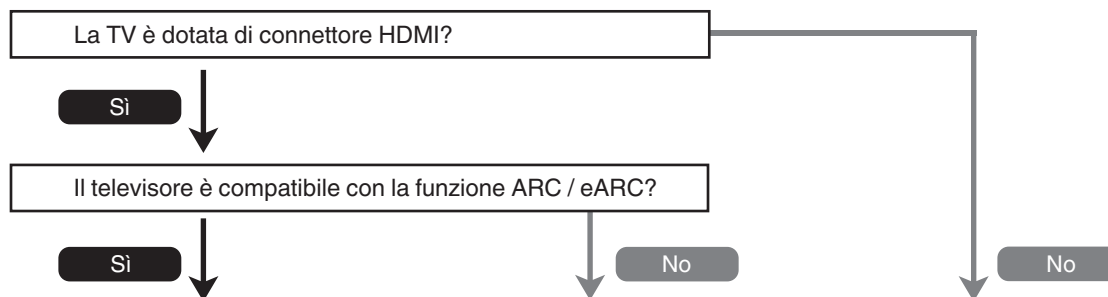 La TV è dotata di connettore HDMI?
Sì
Il televisore è compatibile con la funzione ARC / eARC?
Sì
No
No